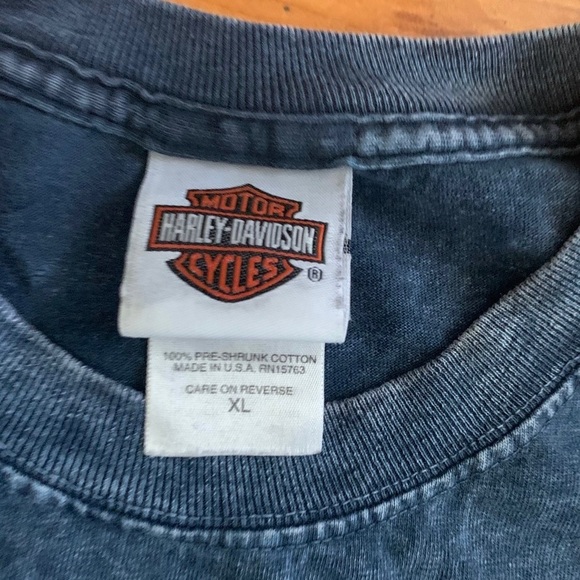 MOTOR
HARLEY-DAVIDSON
CYCLES ®
100% PRE-SHRUNK COTTON
MADE IN U.S.A. RN15763
CARE ON REVERSE
XL